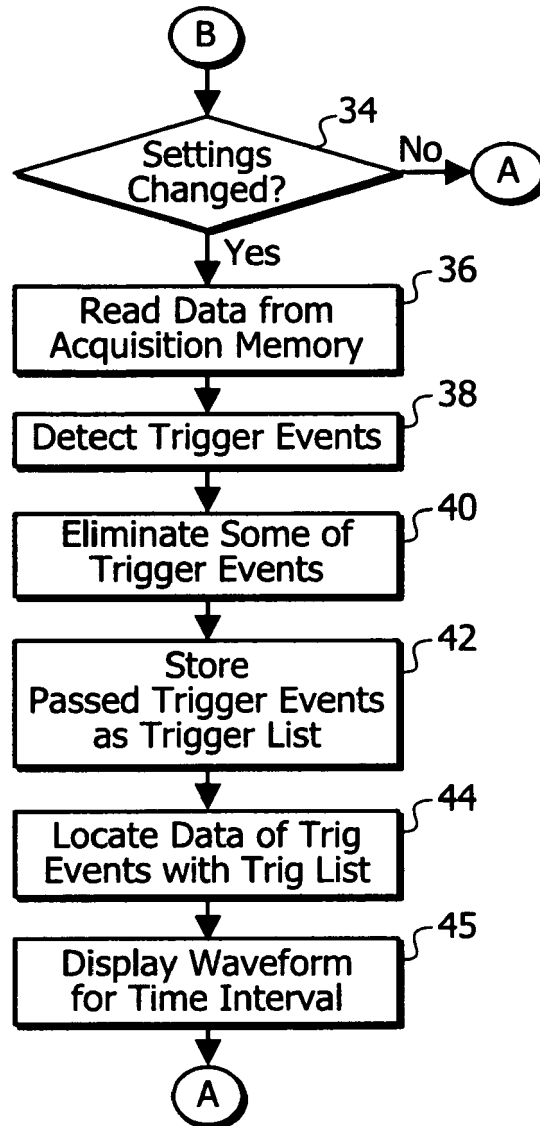 B
34
Settings
Changed?
No
A
Yes
36
Read Data from
Acquisition Memory
38
Detect Trigger Events
40
Eliminate Some of
Trigger Events
42
Store
Passed Trigger Events
as Trigger List
44
Locate Data of Trig
Events with Trig List
45
Display Waveform
for Time Interval
A